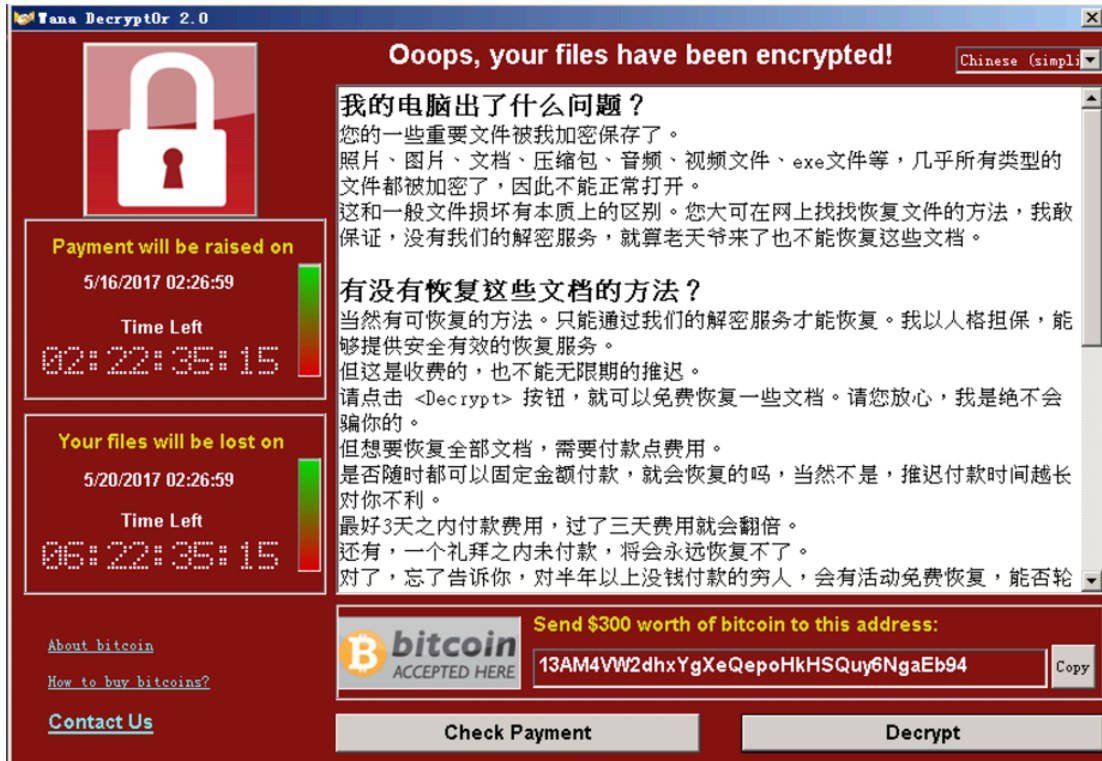 Wana Decrypt0r 2.0
Ooops, your files have been encrypted!
Chinese (simpli
我的电脑出了什么问题？
您的一些重要文件被我加密保存了。
照片、图片、文档、压缩包、音频、视频文件、exe文件等，几乎所有类型的
文件都被加密了，因此不能正常打开。
这和一般文件损坏有本质上的区别。您大可在网上找找恢复文件的方法，我敢
保证，没有我们的解密服务，就算老天爷来了也不能恢复这些文档。
有没有恢复这些文档的方法？
当然有可恢复的方法。只能通过我们的解密服务才能恢复。我以人格担保，能
够提供安全有效的恢复服务。
但这是收费的，也不能无限期的推迟。
请点击 <Decrypt> 按钮，就可以免费恢复一些文档。请您放心，我是绝不会
骗你的。
但想要恢复全部文档，需要付款点费用。
是否随时都可以固定金额付款，就会恢复的吗，当然不是，推迟付款时间越长
对你不利。
最好3天之内付款费用，过了三天费用就会翻倍。
还有，一个礼拜之内未付款，将会永远恢复不了。
对了，忘了告诉你，对半年以上没钱付款的穷人，会有活动免费恢复，能否轮
Payment will be raised on
5/16/2017 02:26:59
Time Left
02:22:35:15
Your files will be lost on
5/20/2017 02:26:59
Time Left
06:22:35:15
About bitcoin
How to buy bitcoins?
Contact Us
bitcoin
ACCEPTED HERE
Send $300 worth of bitcoin to this address:
13AM4VW2dhxYgXeQepoHkHSQuy6NgaEb94
Copy
Check Payment
Decrypt